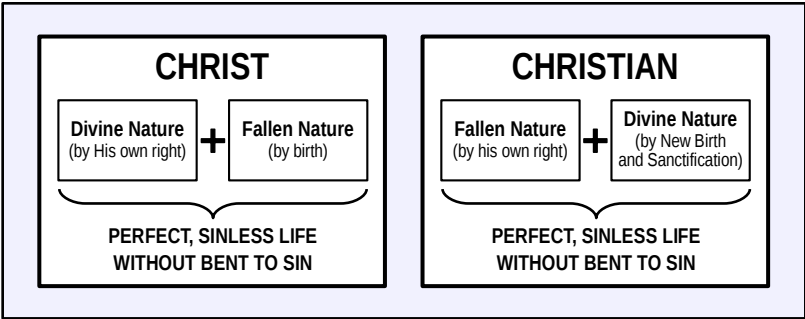 CHRIST
Divine Nature
(by His own right)
+
Fallen Nature
(by birth)
PERFECT, SINLESS LIFE
WITHOUT BENT TO SIN
CHRISTIAN
Fallen Nature
(by his own right)
+
Divine Nature
(by New Birth
and Sanctification)
PERFECT, SINLESS LIFE
WITHOUT BENT TO SIN